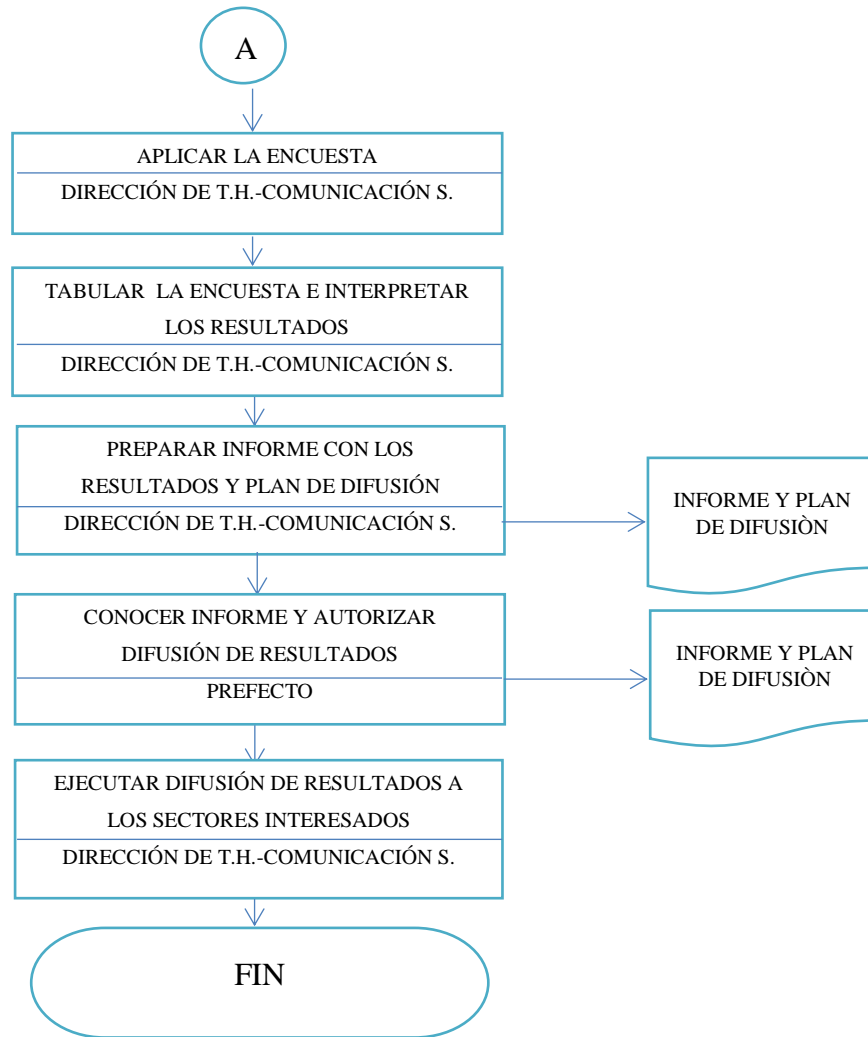 A
APLICAR LA ENCUESTA
DIRECCIÓN DE T.H.-COMUNICACIÓN S.
TABULAR LA ENCUESTA E INTERPRETAR
LOS RESULTADOS
DIRECCIÓN DE T.H.-COMUNICACIÓN S.
PREPARAR INFORME CON LOS
RESULTADOS Y PLAN DE DIFUSIÓN
DIRECCIÓN DE T.H.-COMUNICACIÓN S.
INFORME Y PLAN
DE DIFUSIÒN
CONOCER INFORME Y AUTORIZAR
DIFUSIÓN DE RESULTADOS
PREFECTO
INFORME Y PLAN
DE DIFUSIÒN
EJECUTAR DIFUSIÓN DE RESULTADOS A
LOS SECTORES INTERESADOS
DIRECCIÓN DE T.H.-COMUNICACIÓN S.
FIN